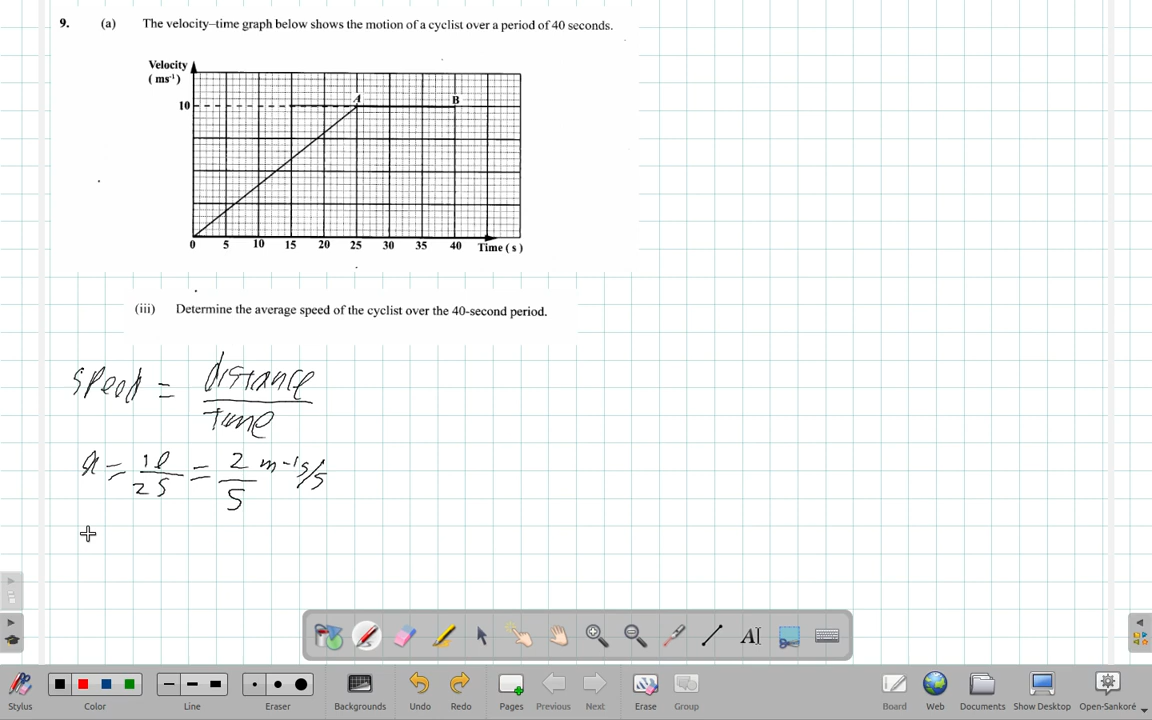 9. (a) The velocity–time graph below shows the motion of a cyclist over a period of 40 seconds.
Velocity
( ms⁻¹)
10
A
B
0 5 10 15 20 25 30 35 40 Time ( s )
(iii) Determine the average speed of the cyclist over the 40-second period.
speed = distance / time
a = 10 / 25 = 2 / 5 m⁻¹s/s
Stylus Color Line Eraser Backgrounds Undo Redo Pages Previous Next Erase Group Board Web Documents Show Desktop Open-Sankoré